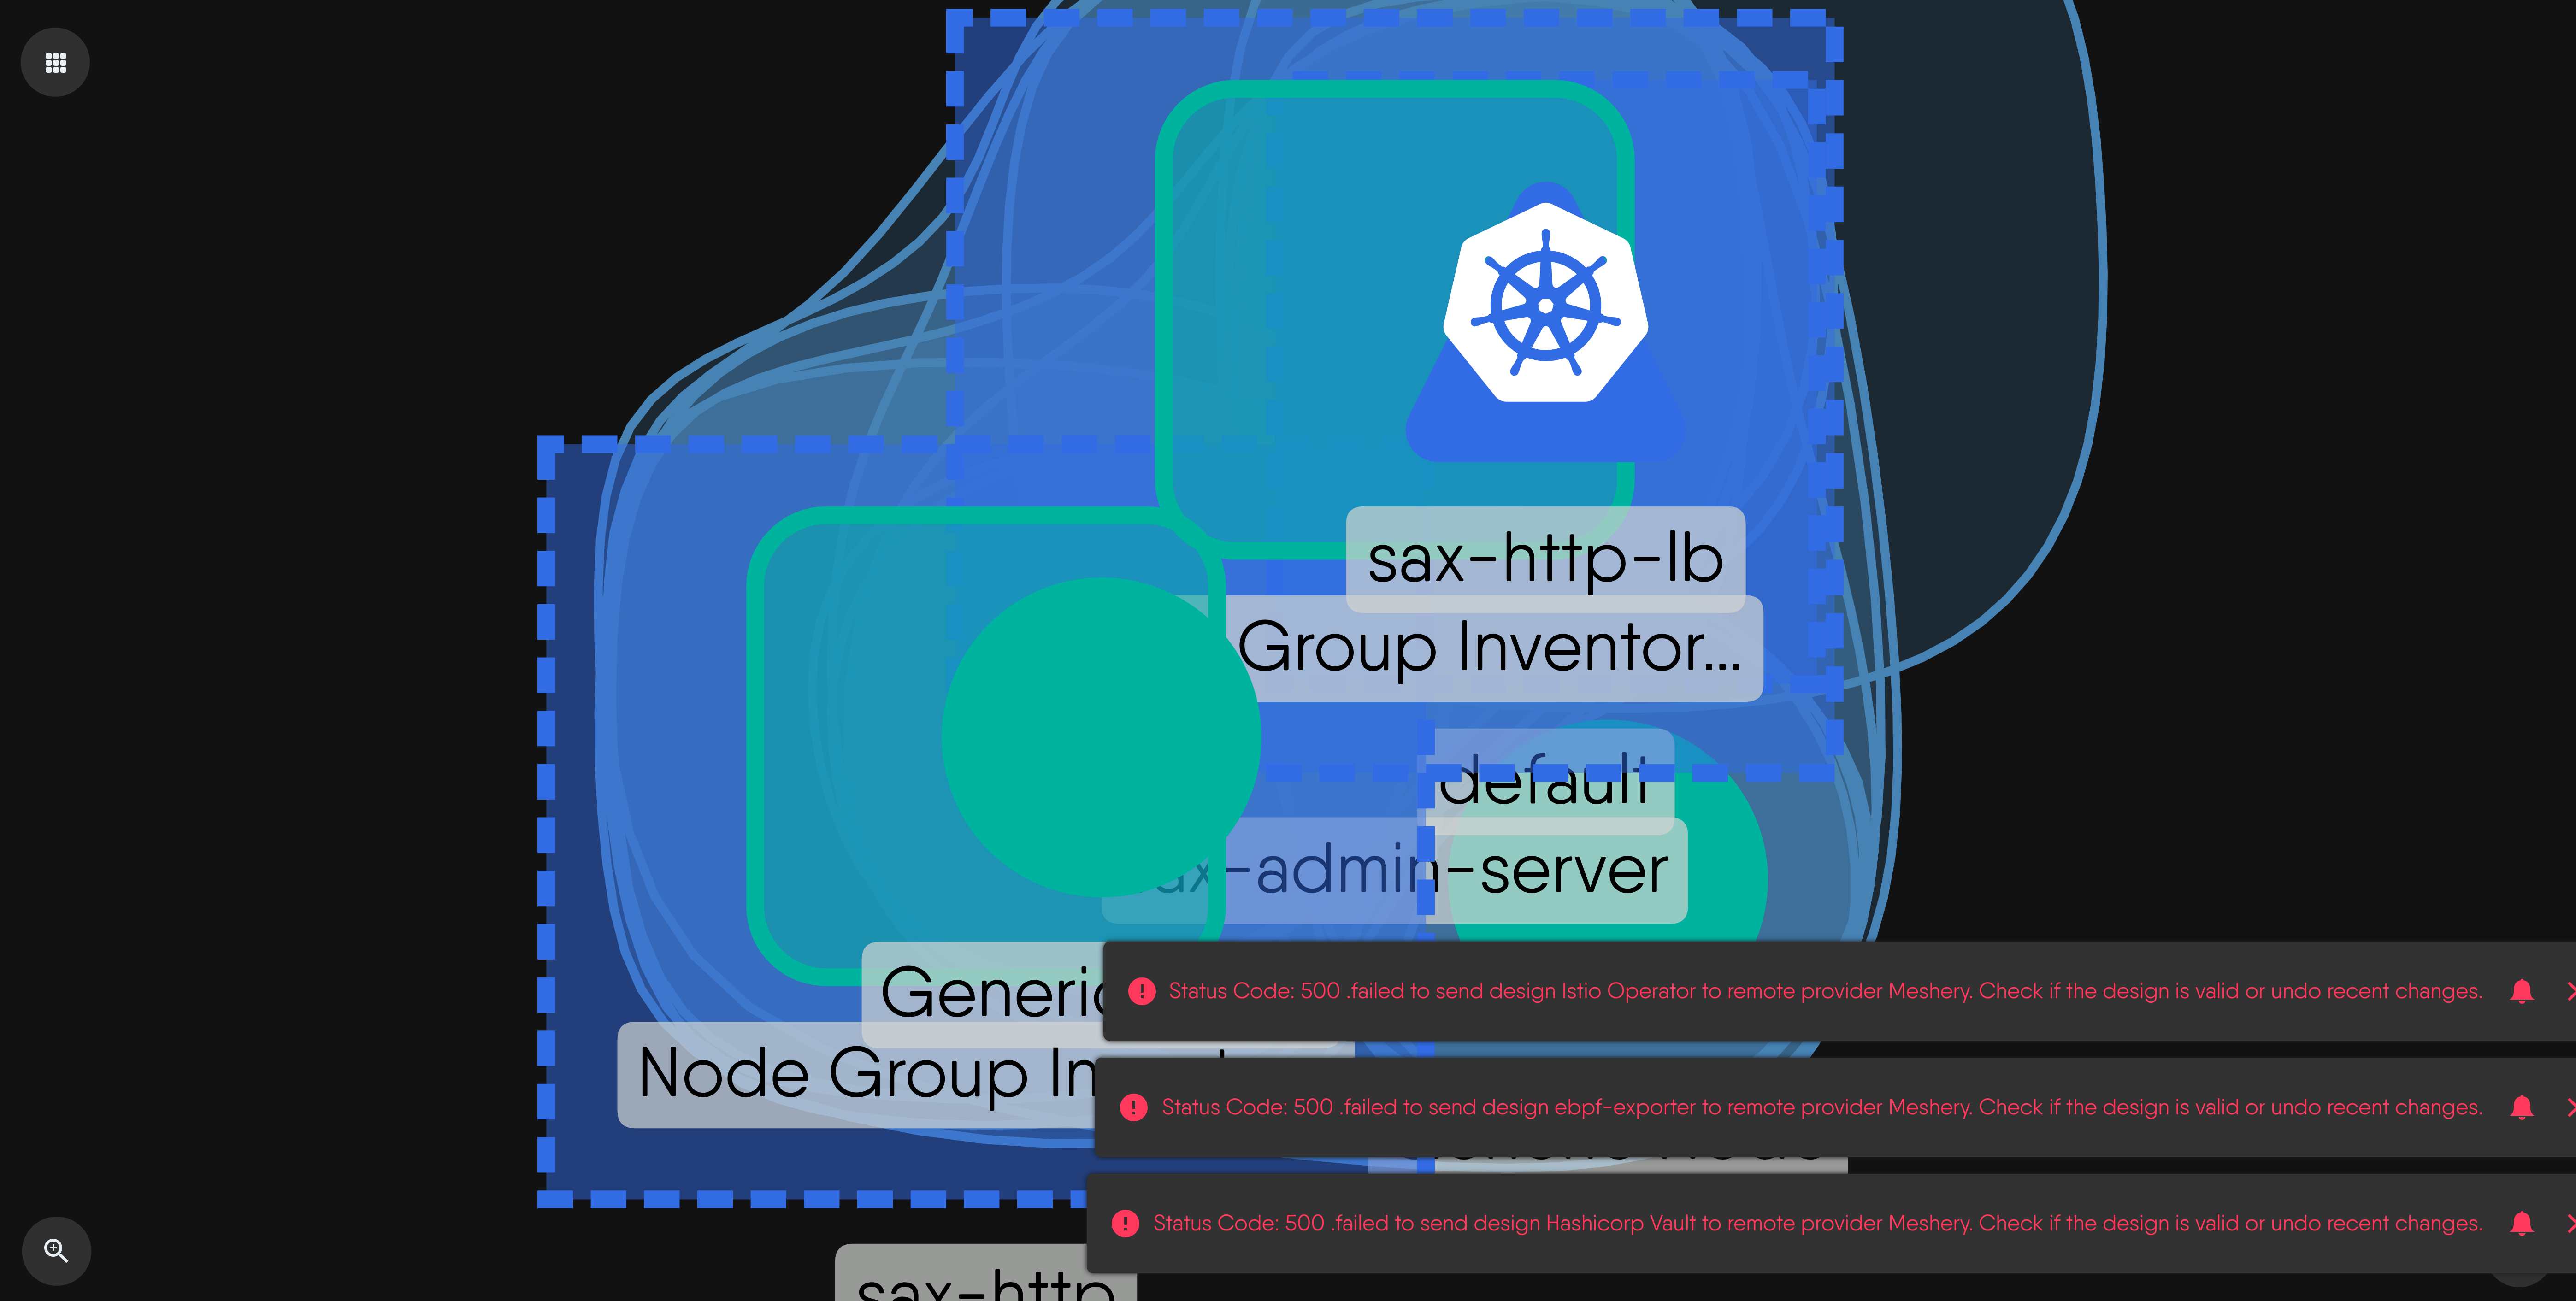 sax-http-lb
Group Inventor...
default
-admin-server
Generic
Node Group
Status Code: 500 .failed to send design Istio Operator to remote provider Meshery. Check if the design is valid or undo recent changes.
Status Code: 500 .failed to send design ebpf-exporter to remote provider Meshery. Check if the design is valid or undo recent changes.
Status Code: 500 .failed to send design Hashicorp Vault to remote provider Meshery. Check if the design is valid or undo recent changes.
sax-http